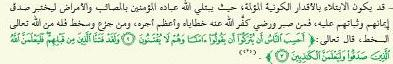 - قد يكون الابتلاء بالأقدار الكونية المؤلمة، حيث يبتلي الله عباده المؤمنين بالمصائب والأمراض ليختبر صدق
إيمانهم وثباتهم عليه، فمن صبر ورضي كفَّر الله عنه خطاياه وأعظم أجره، ومن جزع وسخط فله من الله تعالى
السخط، قال تعالى: ﴿ أَحَسِبَ النَّاسُ أَن يُتْرَكُوا أَن يَقُولُوا ءَامَنَّا وَهُمْ لَا يُفْتَنُونَ ۝ وَلَقَدْ فَتَنَّا الَّذِينَ مِن قَبْلِهِمْ فَلَيَعْلَمَنَّ اللَّهُ
الَّذِينَ صَدَقُوا وَلَيَعْلَمَنَّ الْكَاذِبِينَ ﴾